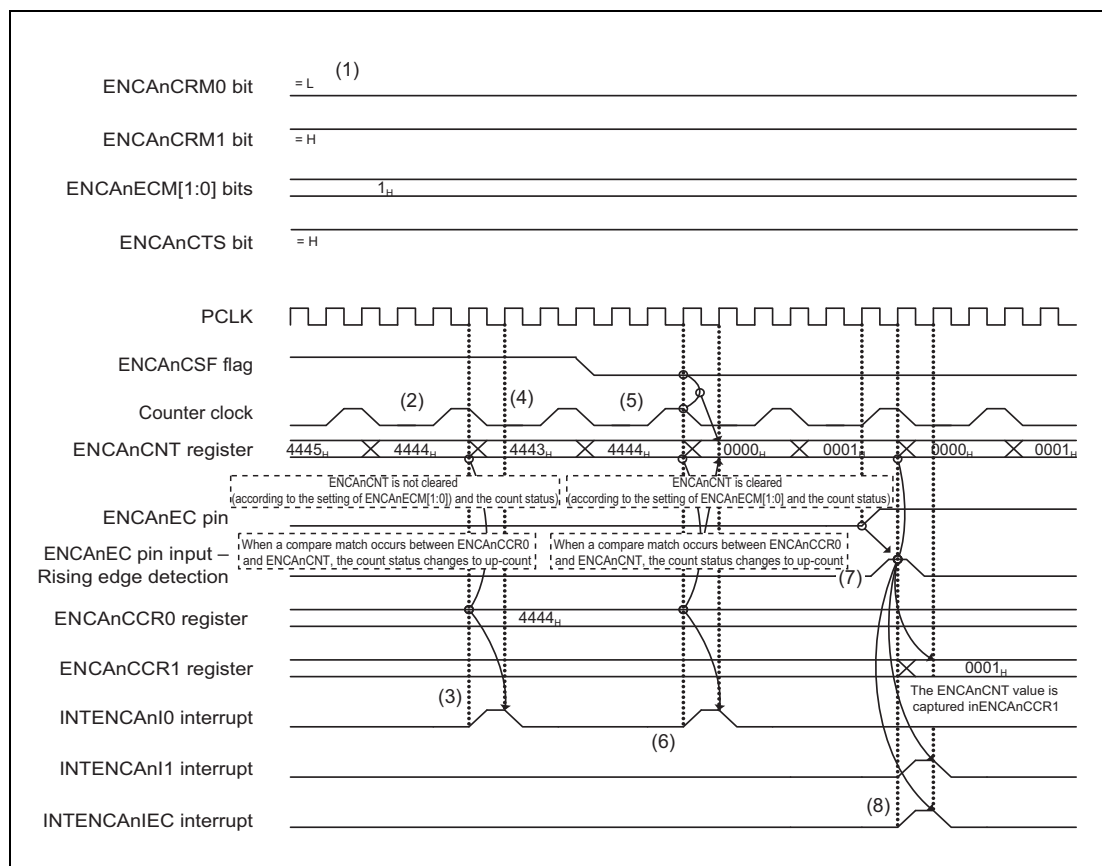 (1)
ENCAnCRM0 bit = L
ENCAnCRM1 bit = H
ENCAnECM[1:0] bits 1H
ENCAnCTS bit = H
PCLK
ENCAnCSF flag
Counter clock (2) (4) (5)
ENCAnCNT register 4445H 4444H 4443H 4444H 0000H 0001H 0000H 0001H
ENCAnCNT is not cleared
(according to the setting of ENCAnECM[1:0]) and the count status)
ENCAnCNT is cleared
(according to the setting of ENCAnECM[1:0] and the count status)
ENCAnEC pin
When a compare match occurs between ENCAnCCR0
and ENCAnCNT, the count status changes to up-count
When a compare match occurs between ENCAnCCR0
and ENCAnCNT, the count status changes to up-count
ENCAnEC pin input –
Rising edge detection
(7)
ENCAnCCR0 register 4444H
ENCAnCCR1 register 0001H
The ENCAnCNT value is
captured inENCAnCCR1
(3)
INTENCAnI0 interrupt
(6)
INTENCAnI1 interrupt
(8)
INTENCAnIEC interrupt